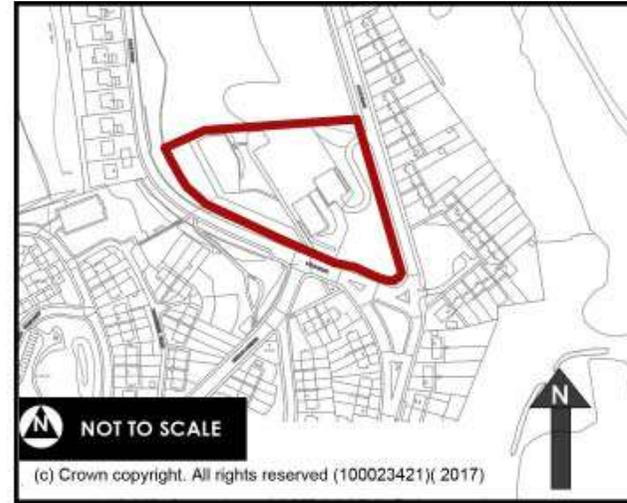 N
NOT TO SCALE
N
(c) Crown copyright. All rights reserved (100023421)( 2017)